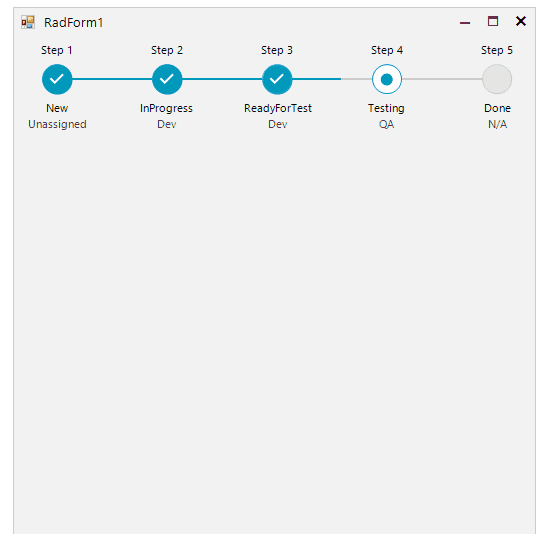 RadForm1
Step 1 Step 2 Step 3 Step 4 Step 5
New InProgress ReadyForTest Testing Done
Unassigned Dev Dev QA N/A